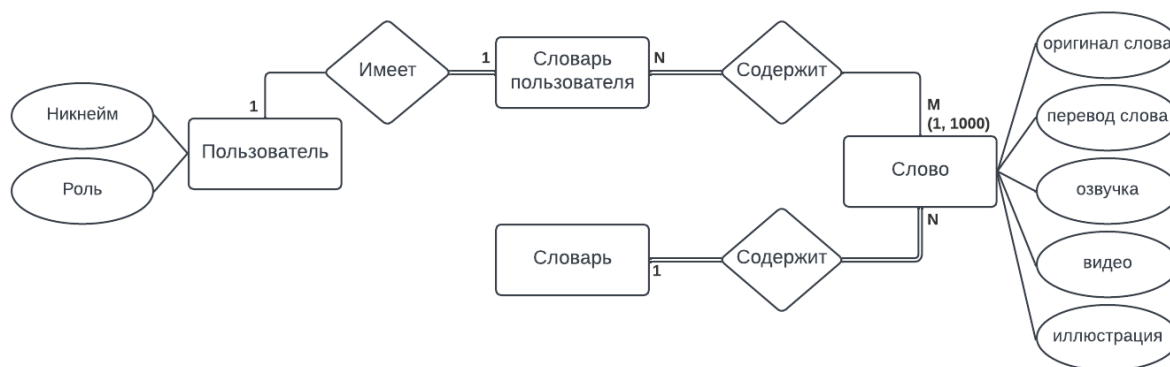 Никнейм
Роль
1
Пользователь
Имеет
1
Словарь
пользователя
N
Содержит
M
(1, 1000)
Слово
N
Словарь
1
Содержит
оригинал слова
перевод слова
озвучка
видео
иллюстрация